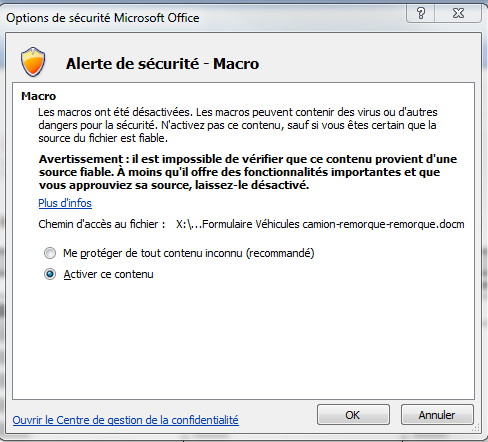 Options de sécurité Microsoft Office
Alerte de sécurité - Macro
Macro
Les macros ont été désactivées. Les macros peuvent contenir des virus ou d'autres
dangers pour la sécurité. N'activez pas ce contenu, sauf si vous êtes certain que la
source du fichier est fiable.
Avertissement : il est impossible de vérifier que ce contenu provient d'une
source fiable. À moins qu'il offre des fonctionnalités importantes et que
vous approuviez sa source, laissez-le désactivé.
Plus d'infos
Chemin d'accès au fichier : X:\...Formulaire Véhicules camion-remorque-remorque.docm
Me protéger de tout contenu inconnu (recommandé)
Activer ce contenu
Ouvrir le Centre de gestion de la confidentialité
OK
Annuler